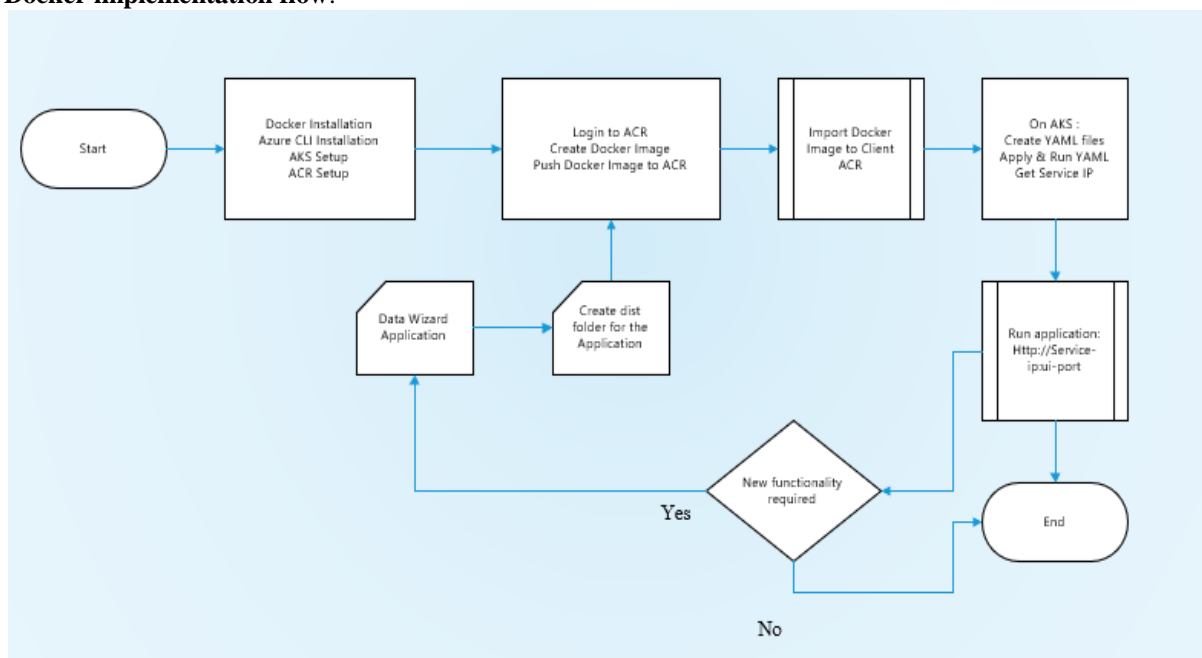 Docker implementation flow:
Start
Docker Installation
Azure CLI Installation
AKS Setup
ACR Setup
Login to ACR
Create Docker Image
Push Docker Image to ACR
Import Docker
Image to Client
ACR
On AKS :
Create YAML files
Apply & Run YAML
Get Service IP
Data Wizard
Application
Create dist
folder for the
Application
Run application:
Http://Service-
ip:ui-port
New functionality
required
Yes
No
End